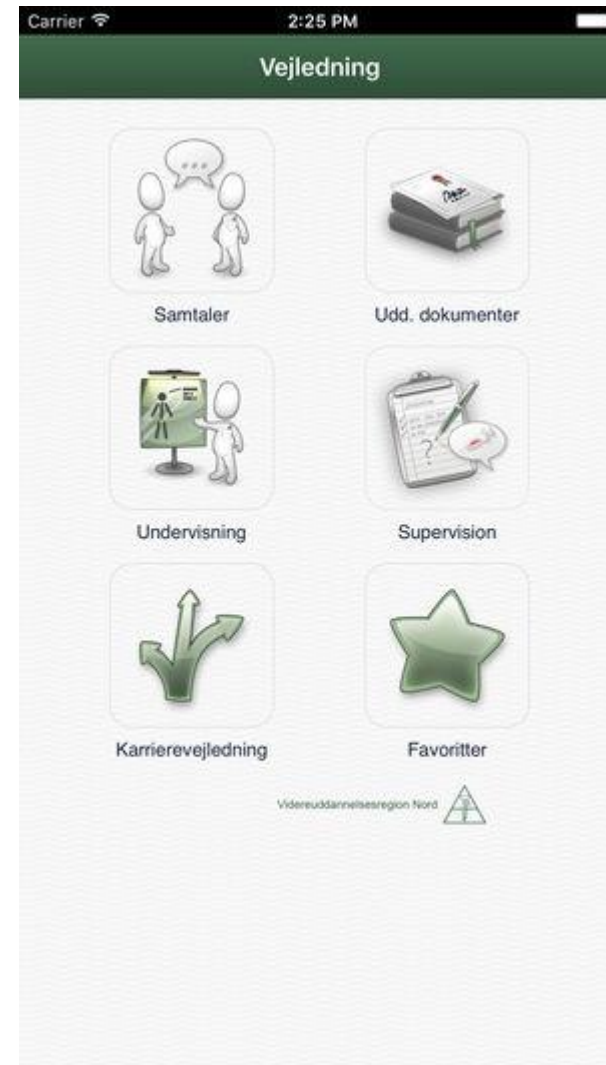 Carrier 2:25 PM
Vejledning
Samtaler Udd. dokumenter
Undervisning Supervision
Karrierevejledning Favoritter
Videreuddannelsesregion Nord